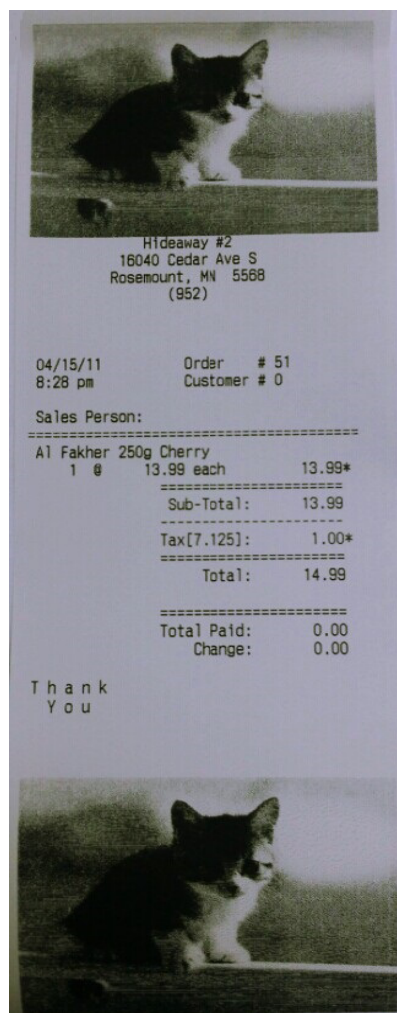 Hideaway #2
16040 Cedar Ave S
Rosemount, MN 5568
(952)
04/15/11 Order # 51
8:28 pm Customer # 0
Sales Person:
================================
Al Fakher 250g Cherry
1 @ 13.99 each 13.99*
======================
Sub-Total: 13.99
----------------------
Tax[7.125]: 1.00*
======================
Total: 14.99
======================
Total Paid: 0.00
Change: 0.00
T h a n k
Y o u